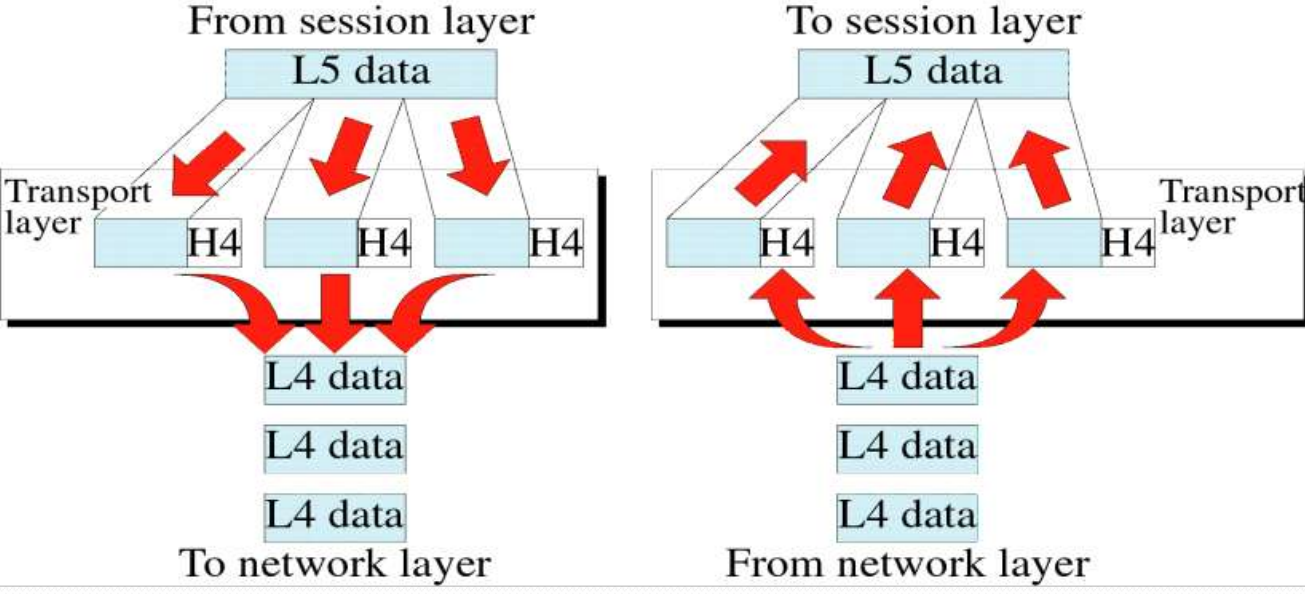 From session layer
L5 data
Transport
layer
H4
H4
H4
L4 data
L4 data
L4 data
To network layer
To session layer
L5 data
Transport
layer
H4
H4
H4
L4 data
L4 data
L4 data
From network layer